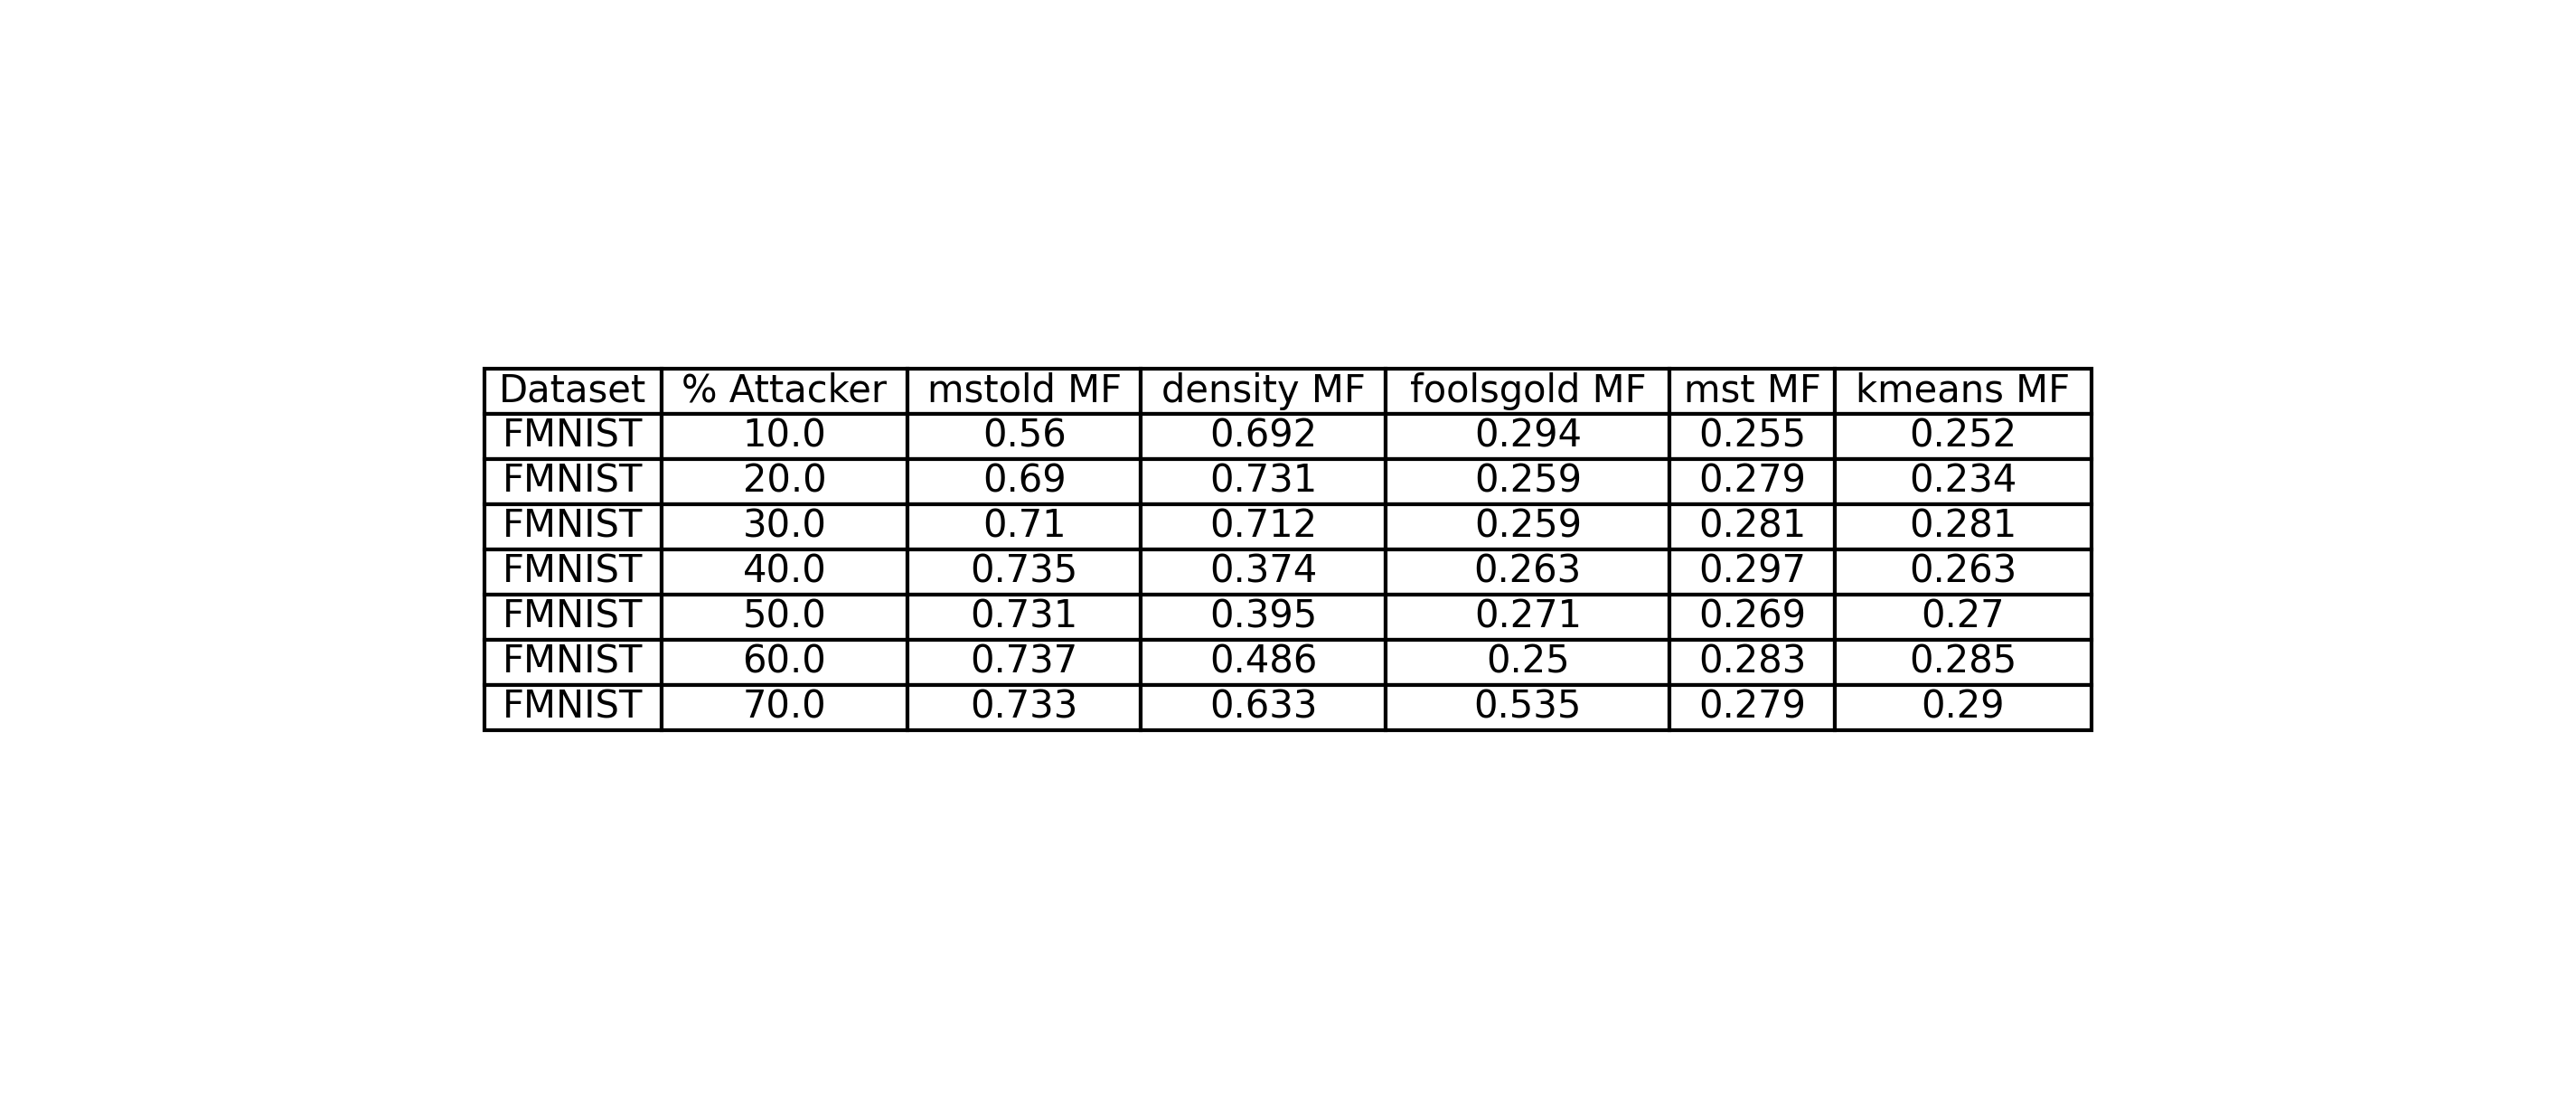 Dataset % Attacker mstold MF density MF foolsgold MF mst MF kmeans MF
FMNIST 10.0 0.56 0.692 0.294 0.255 0.252
FMNIST 20.0 0.69 0.731 0.259 0.279 0.234
FMNIST 30.0 0.71 0.712 0.259 0.281 0.281
FMNIST 40.0 0.735 0.374 0.263 0.297 0.263
FMNIST 50.0 0.731 0.395 0.271 0.269 0.27
FMNIST 60.0 0.737 0.486 0.25 0.283 0.285
FMNIST 70.0 0.733 0.633 0.535 0.279 0.29